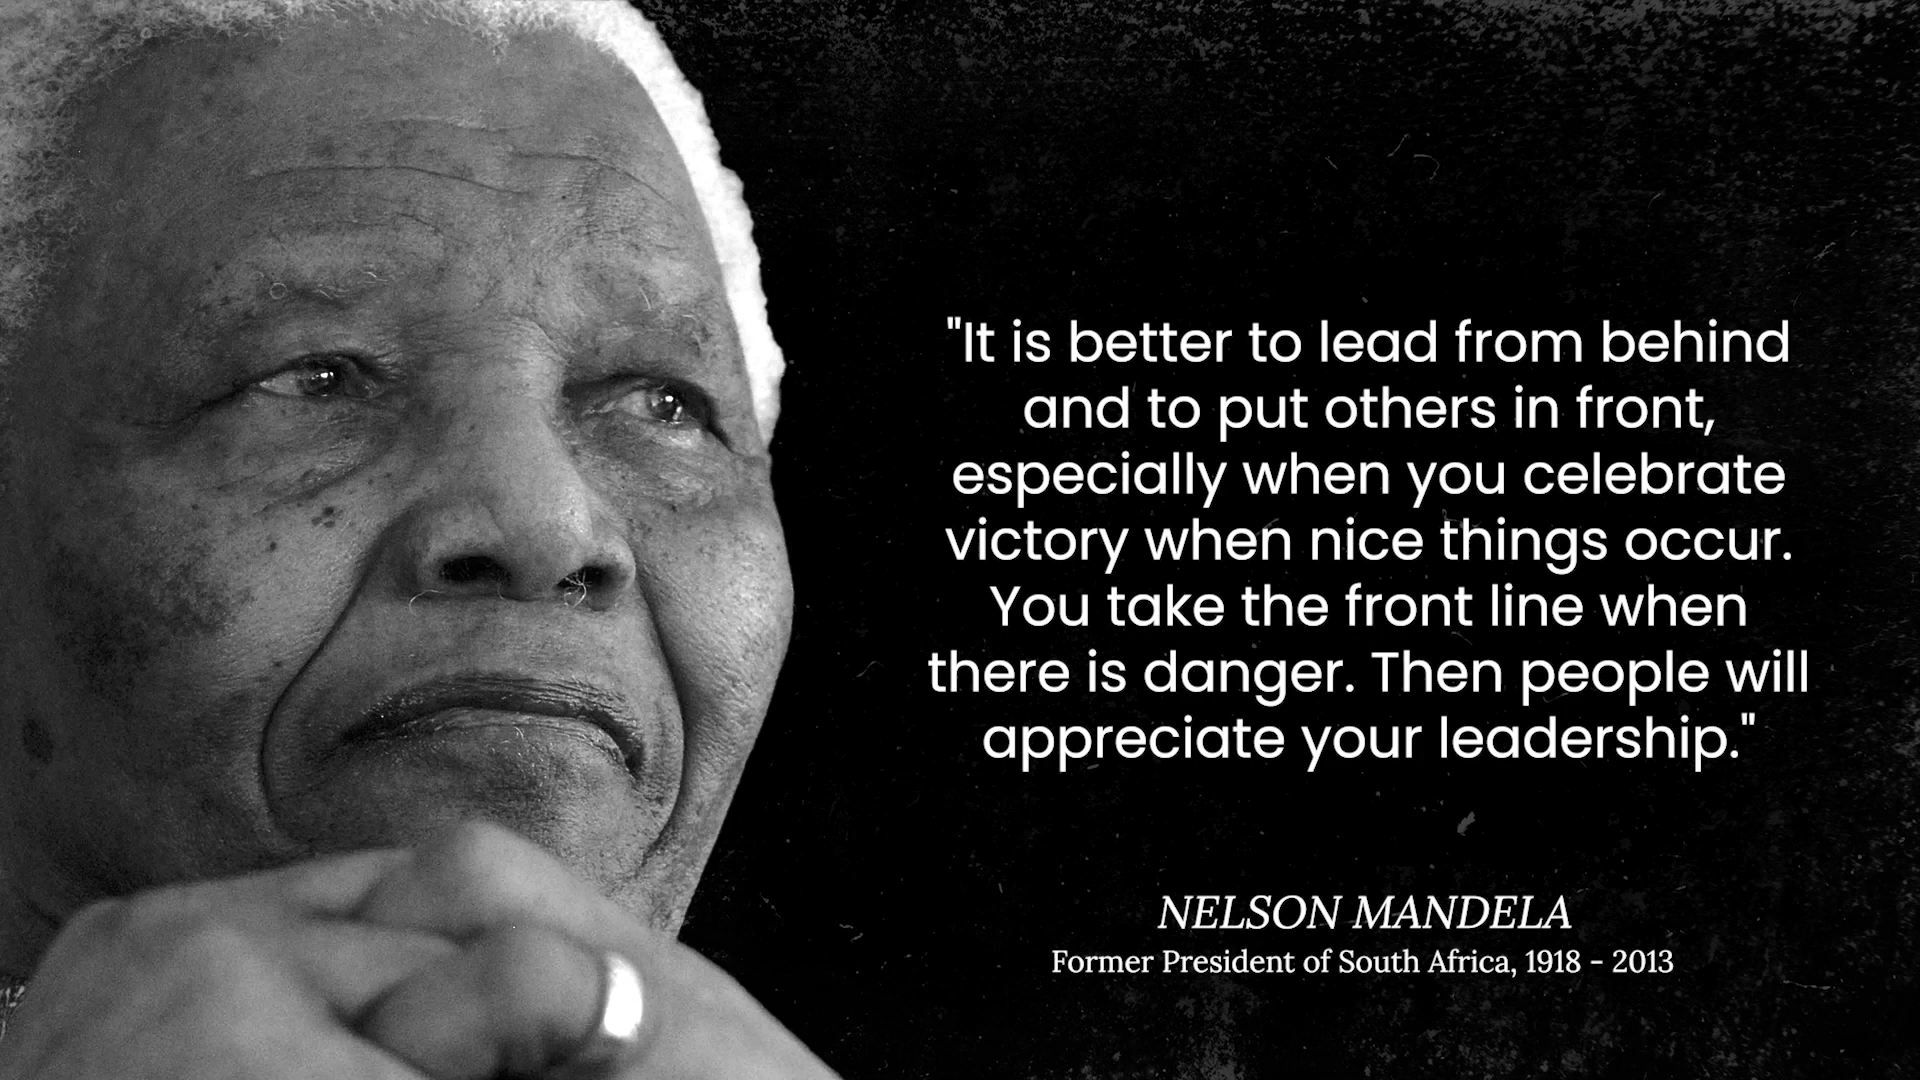 "It is better to lead from behind
and to put others in front,
especially when you celebrate
victory when nice things occur.
You take the front line when
there is danger. Then people will
appreciate your leadership."
NELSON MANDELA
Former President of South Africa, 1918 - 2013